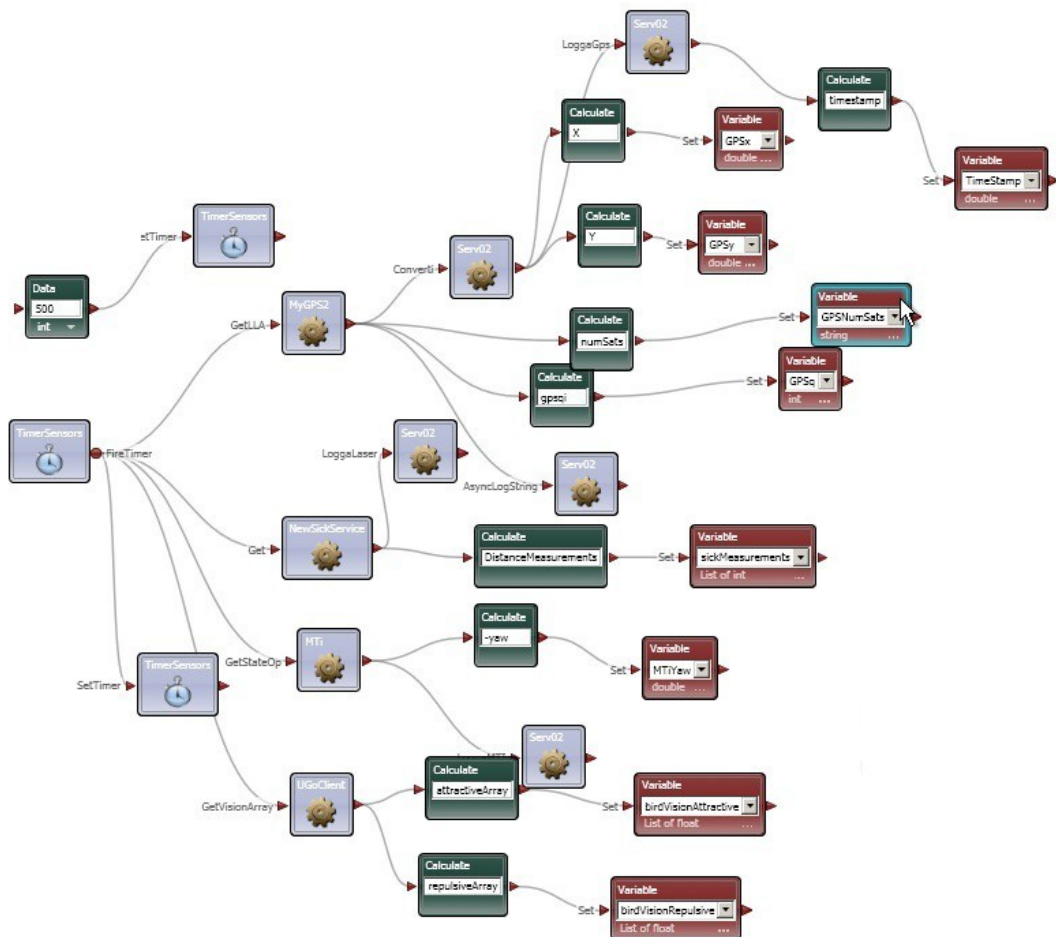 Serv02
LoggaGps
Calculate
timestamp
Calculate
X
Variable
Set
GPSx
double ...
Variable
Set
TimeStamp
double ...
TimerSensors
etTimer
Calculate
Y
Variable
Set
GPSy
double ...
Serv02
Converti
Data
500
int
MyGPS2
GetLLA
Variable
Set
GPSNumSats
string ...
Calculate
numSats
Calculate
gpsqi
Variable
Set
GPSq
int ...
TimerSensors
FireTimer
Serv02
LoggaLaser
Serv02
AsyncLogString
NewSickService
Get
Calculate
DistanceMeasurements
Variable
Set
sickMeasurements
List of int ...
MTi
GetStateOp
Calculate
-yaw
Variable
Set
MTiYaw
double ...
TimerSensors
SetTimer
Serv02
UGoClient
GetVisionArray
Calculate
attractiveArray
Variable
Set
birdVisionAttractive
List of float ...
Calculate
repulsiveArray
Variable
Set
birdVisionRepulsive
List of float ...